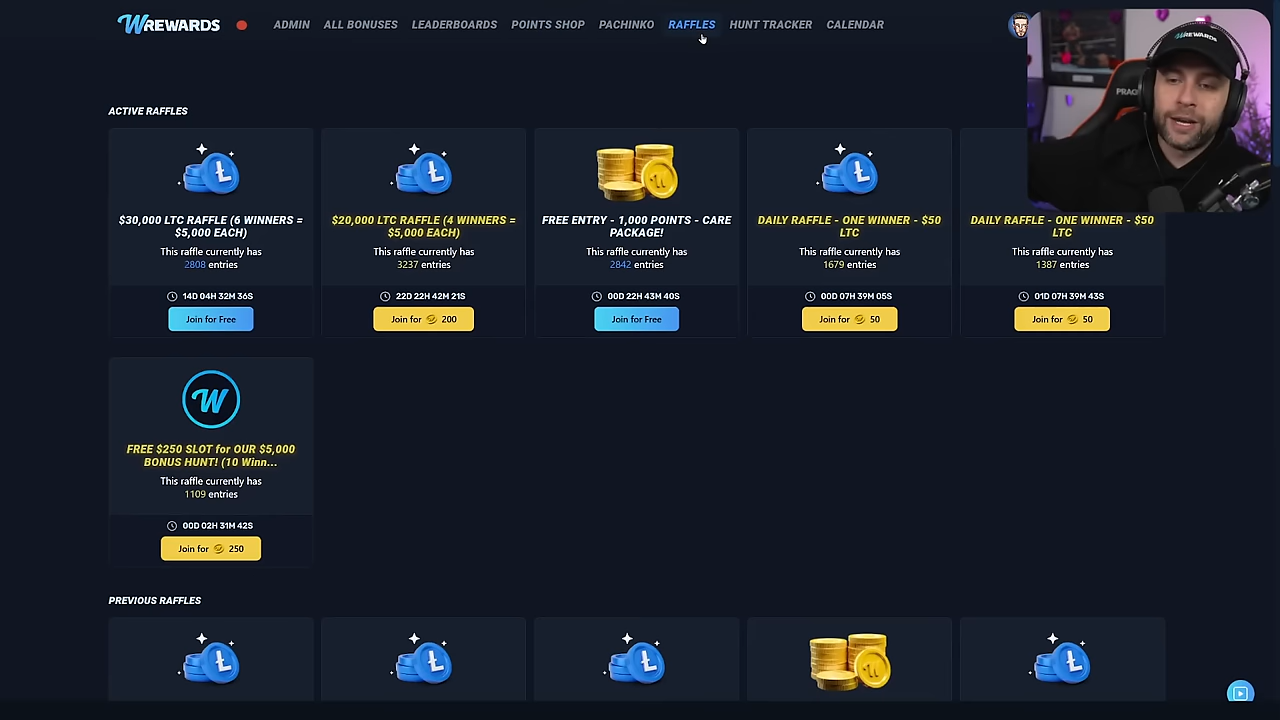 WREWARDS
ADMIN
ALL BONUSES
LEADERBOARDS
POINTS SHOP
PACHINKO
RAFFLES
HUNT TRACKER
CALENDAR
WREWARDS
PRAC
ACTIVE RAFFLES
$30,000 LTC RAFFLE (6 WINNERS =
$5,000 EACH)
This raffle currently has
2808 entries
14D 04H 32M 36S
Join for Free
$20,000 LTC RAFFLE (4 WINNERS =
$5,000 EACH)
This raffle currently has
3237 entries
22D 22H 42M 21S
Join for 200
FREE ENTRY - 1,000 POINTS - CARE
PACKAGE!
This raffle currently has
2842 entries
00D 22H 43M 40S
Join for Free
DAILY RAFFLE - ONE WINNER - $50
LTC
This raffle currently has
1679 entries
00D 07H 39M 05S
Join for 50
DAILY RAFFLE - ONE WINNER - $50
LTC
This raffle currently has
1387 entries
01D 07H 39M 43S
Join for 50
W
FREE $250 SLOT for OUR $5,000
BONUS HUNT! (10 Winn...
This raffle currently has
1109 entries
00D 02H 31M 42S
Join for 250
PREVIOUS RAFFLES